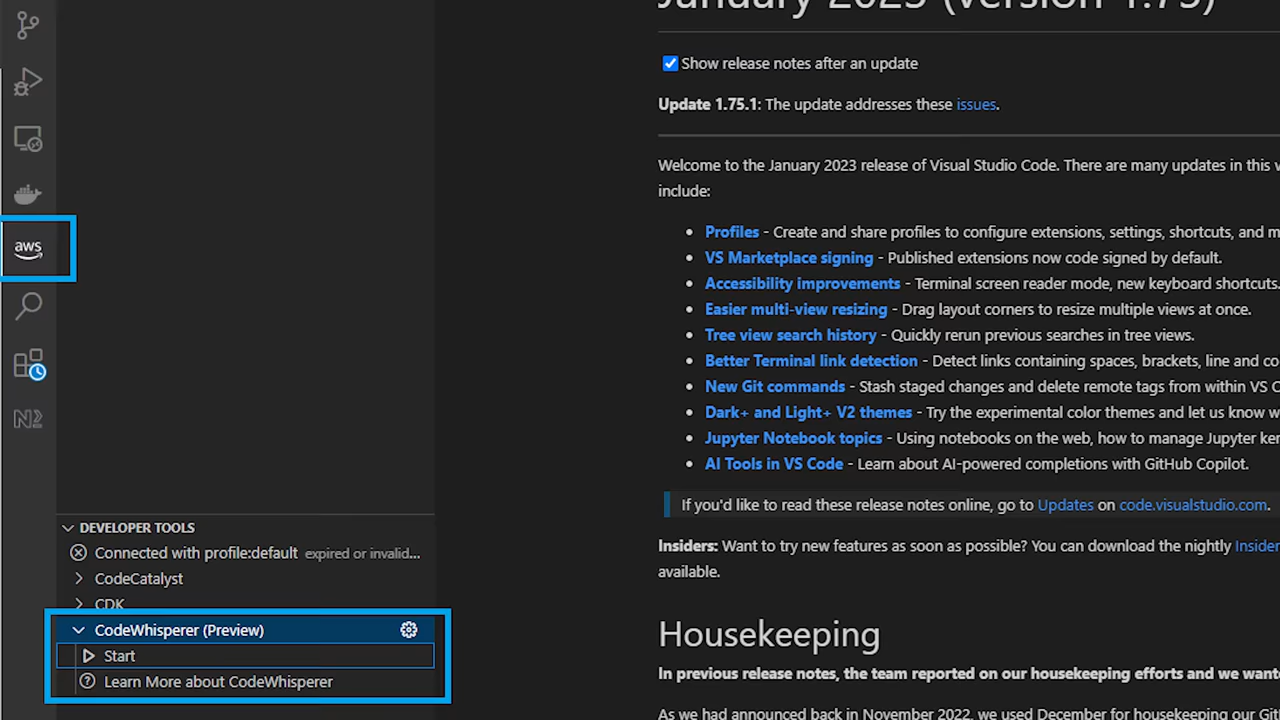 January 2023 (version 1.75)
Show release notes after an update
Update 1.75.1: The update addresses these issues.
Welcome to the January 2023 release of Visual Studio Code. There are many updates in this v
include:
aws
Profiles - Create and share profiles to configure extensions, settings, shortcuts, and m
VS Marketplace signing - Published extensions now code signed by default.
Accessibility improvements - Terminal screen reader mode, new keyboard shortcuts.
Easier multi-view resizing - Drag layout corners to resize multiple views at once.
Tree view search history - Quickly rerun previous searches in tree views.
Better Terminal link detection - Detect links containing spaces, brackets, line and co
New Git commands - Stash staged changes and delete remote tags from within VS C
Dark+ and Light+ V2 themes - Try the experimental color themes and let us know w
Jupyter Notebook topics - Using notebooks on the web, how to manage Jupyter ker
AI Tools in VS Code - Learn about AI-powered completions with GitHub Copilot.
If you'd like to read these release notes online, go to Updates on code.visualstudio.com.
Insiders: Want to try new features as soon as possible? You can download the nightly Insider
available.
Housekeeping
In previous release notes, the team reported on our housekeeping efforts and we wante
As we had announced back in November 2022, we used December for housekeeping our Git
DEVELOPER TOOLS
Connected with profile:default expired or invalid...
CodeCatalyst
CDK
CodeWhisperer (Preview)
Start
Learn More about CodeWhisperer